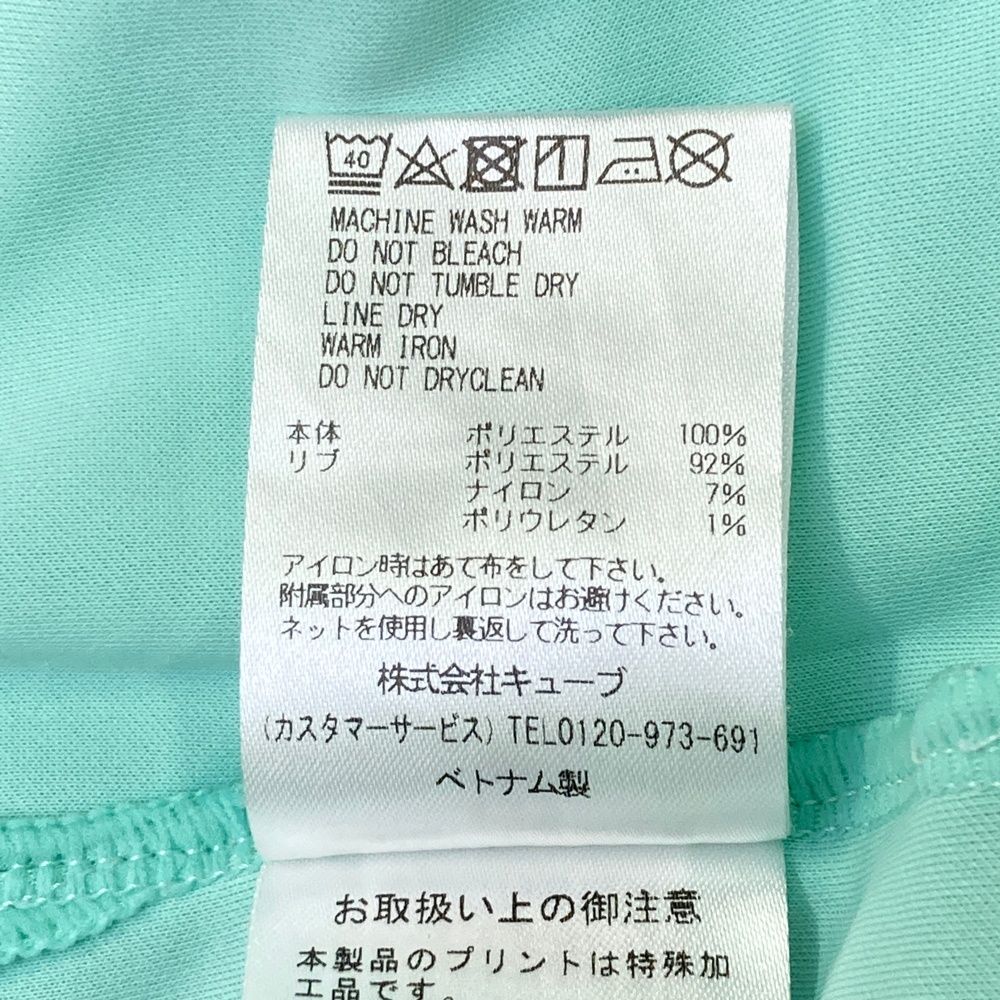 40
MACHINE WASH WARM
DO NOT BLEACH
DO NOT TUMBLE DRY
LINE DRY
WARM IRON
DO NOT DRYCLEAN
本体 ポリエステル 100%
リブ ポリエステル 92%
ナイロン 7%
ポリウレタン 1%
アイロン時はあて布をして下さい。
附属部分へのアイロンはお避けください。
ネットを使用し裏返して洗って下さい。
株式会社キューブ
(カスタマーサービス) TEL0120-973-691
ベトナム製
お取扱い上の御注意
本製品のプリントは特殊加
工品です。